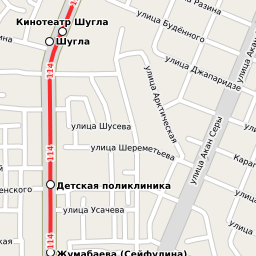 Кинотеатр Шугла
Шугла
улица Будённого
улица Джапаридзе
улица Арктическая
114
улица Шусева
улица Шереметьева
улица Акан Серы
114
Детская поликлиника
улица Усачева
114
Жумабаева (Сейфулина)